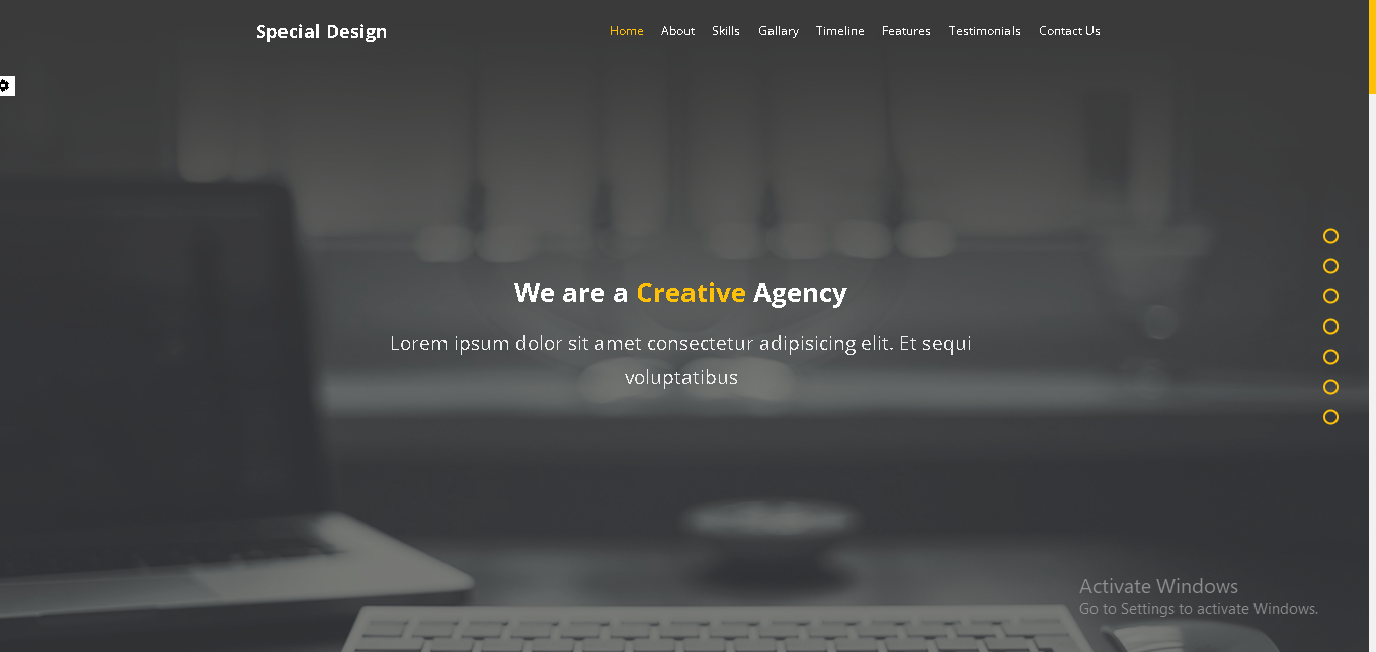 Special Design
Home About Skills Gallary Timeline Features Testimonials Contact Us
We are a Creative Agency
Lorem ipsum dolor sit amet consectetur adipisicing elit. Et sequi
voluptatibus
Activate Windows
Go to Settings to activate Windows.